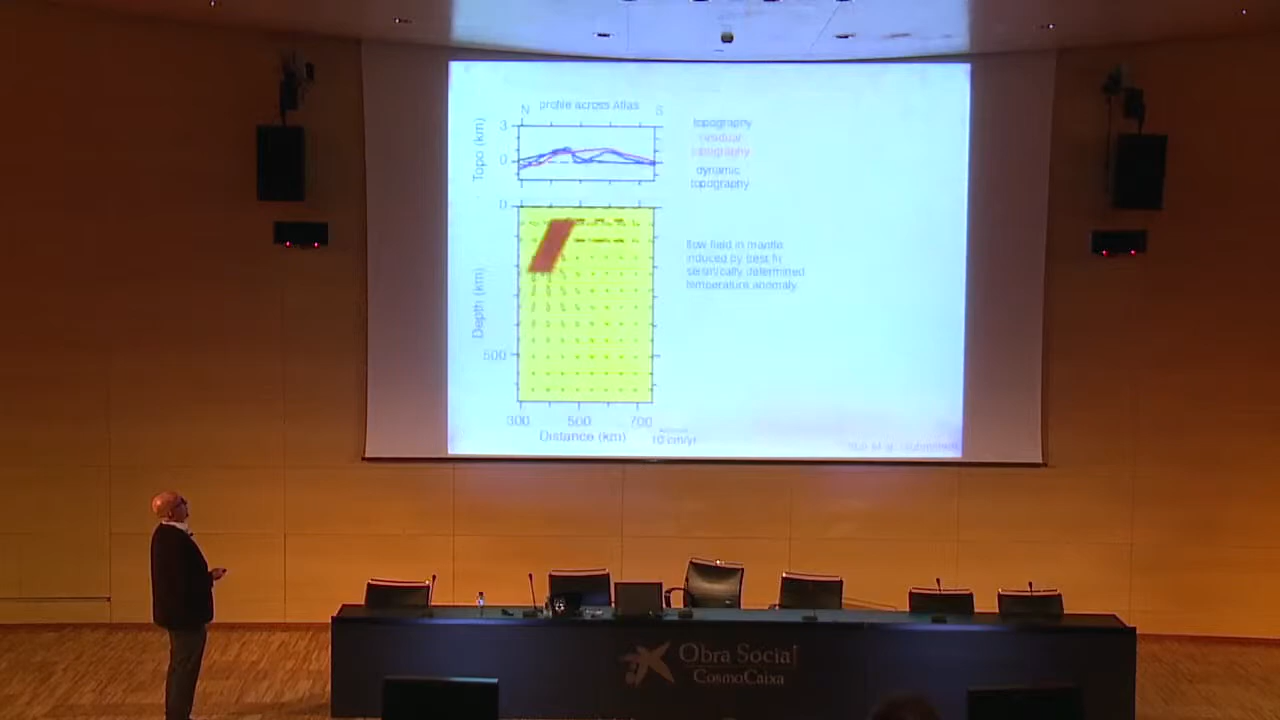 N profile across Atlas S
3
0
Topo (km)
topography
residual
topography
dynamic
topography
0
500
Depth (km)
flow field in mantle
induced by best fit
seismically determined
temperature anomaly
300 500 700
Distance (km)
10 cm/yr
Obra Social
CosmoCaixa